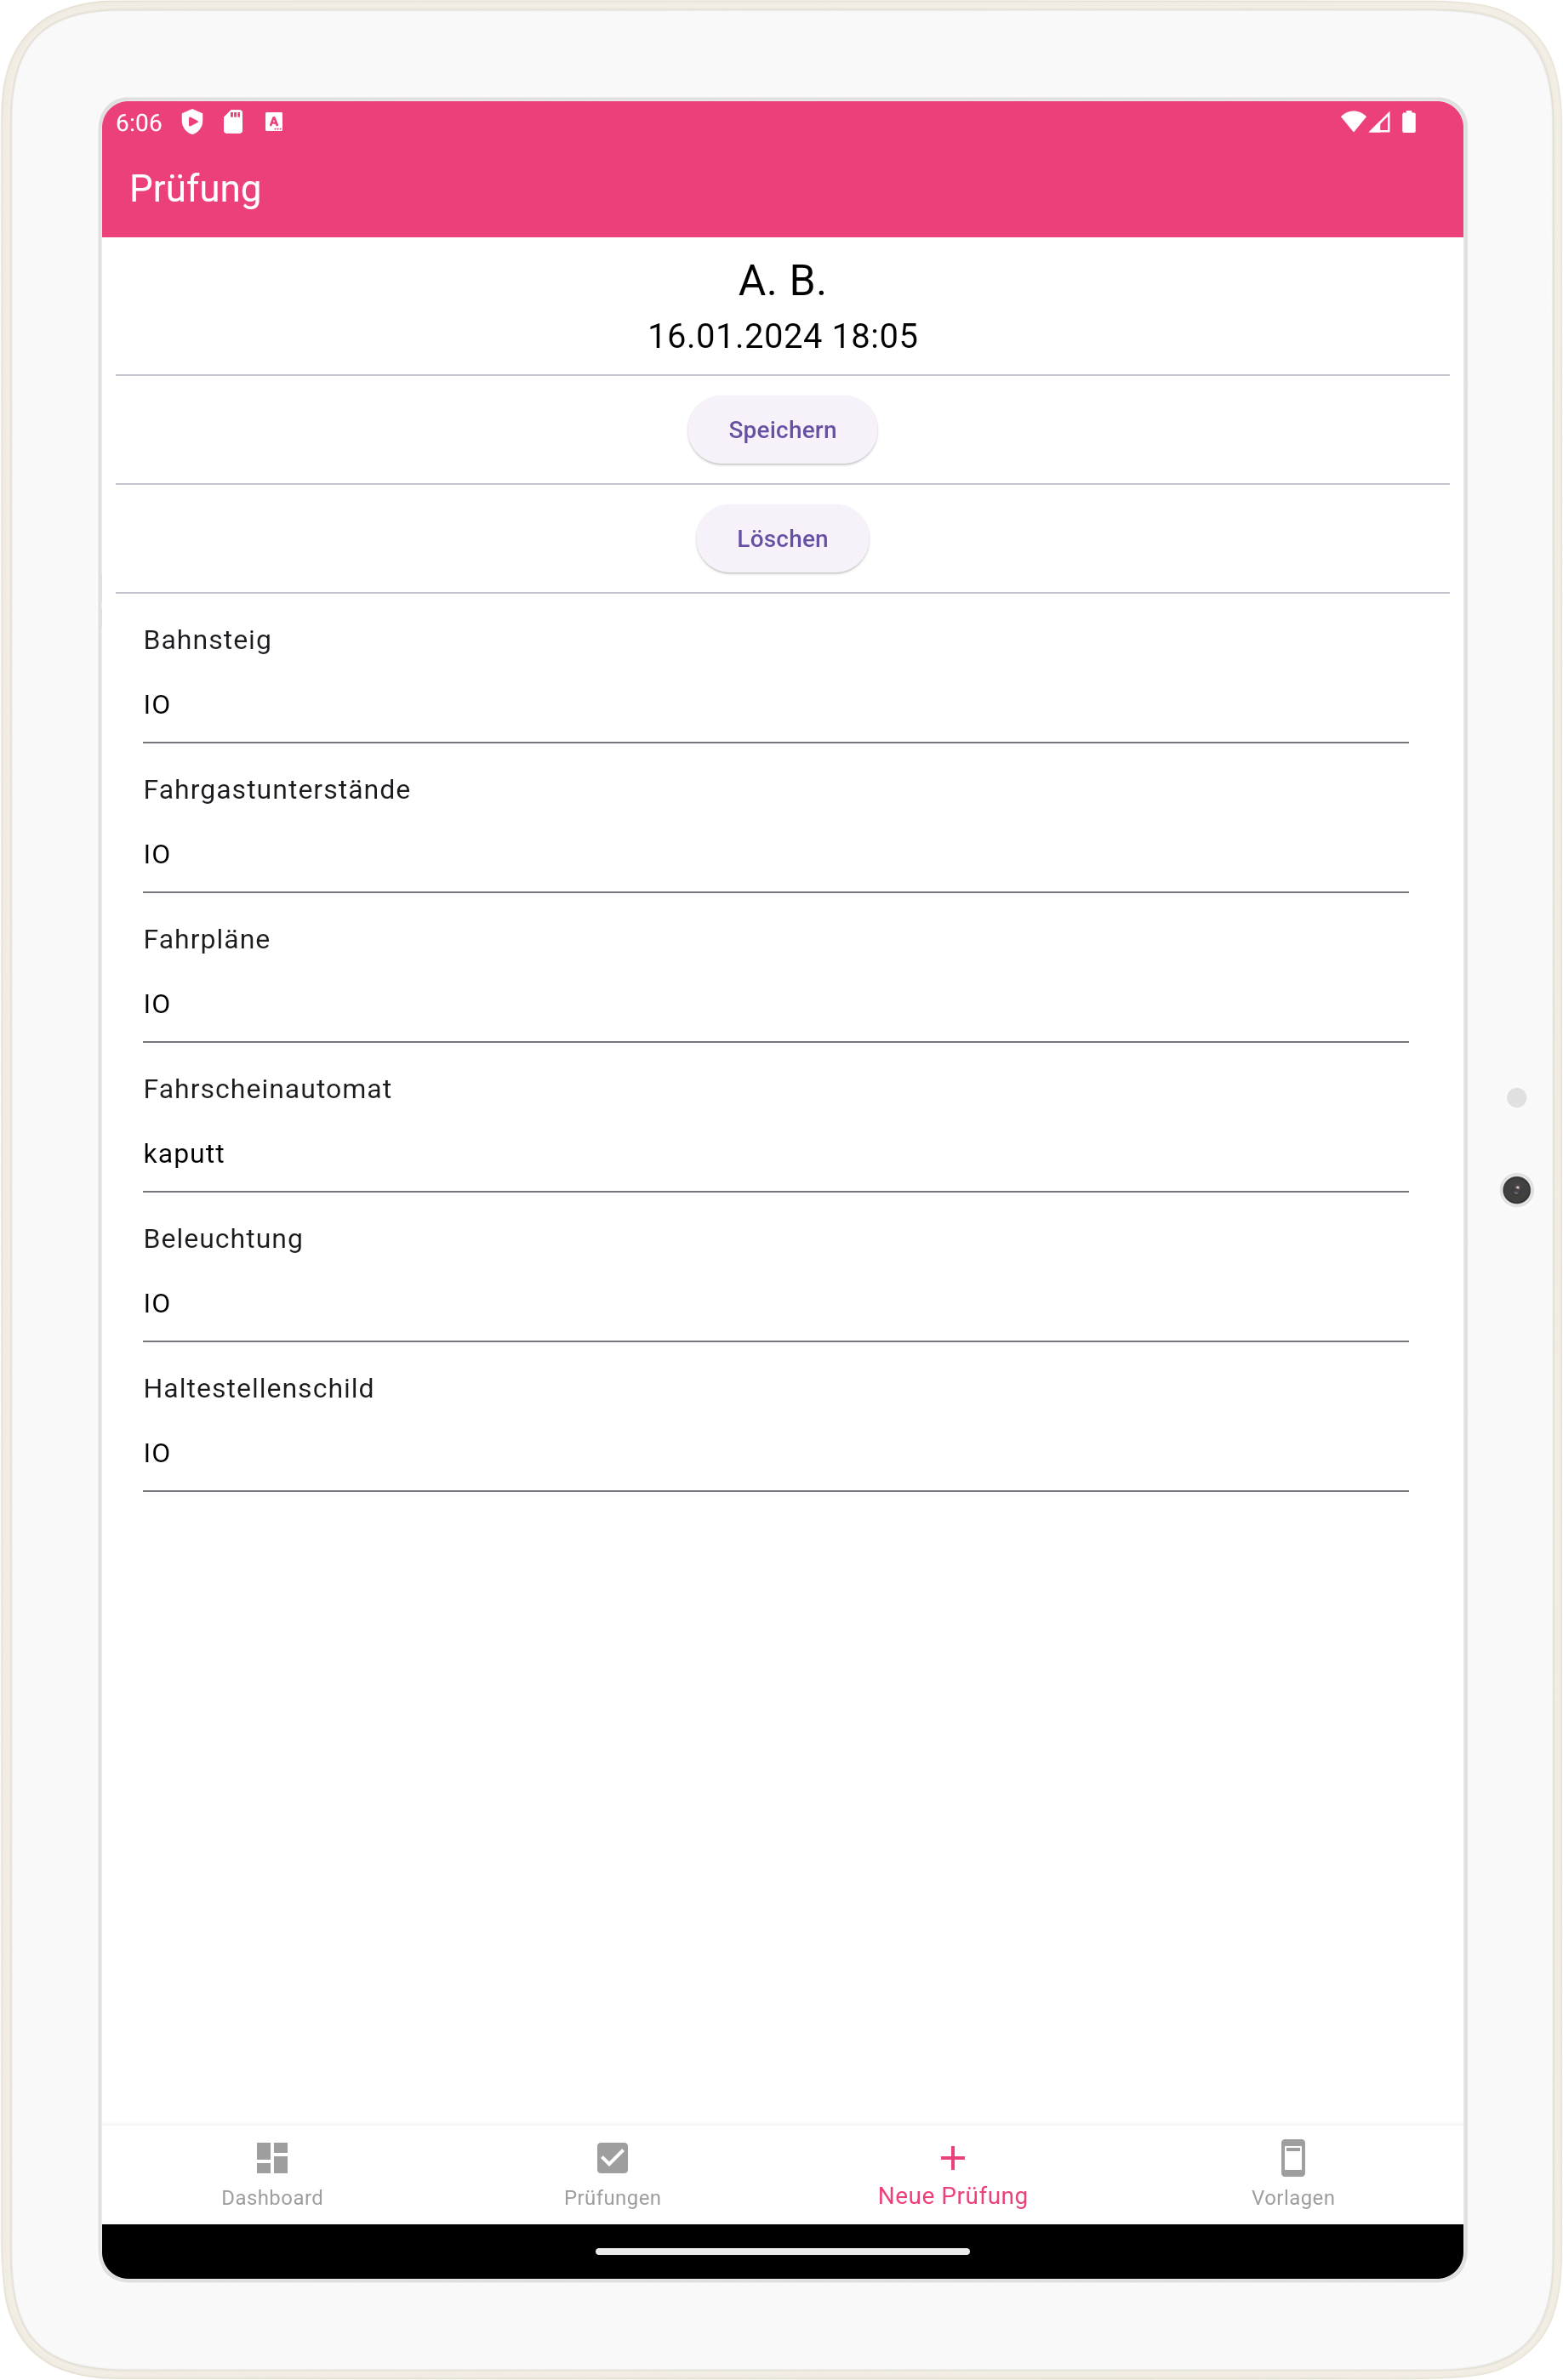 6:06
Prüfung
A. B.
16.01.2024 18:05
Speichern
Löschen
Bahnsteig
IO
Fahrgastunterstände
IO
Fahrpläne
IO
Fahrscheinautomat
kaputt
Beleuchtung
IO
Haltestellenschild
IO
Dashboard Prüfungen Neue Prüfung Vorlagen